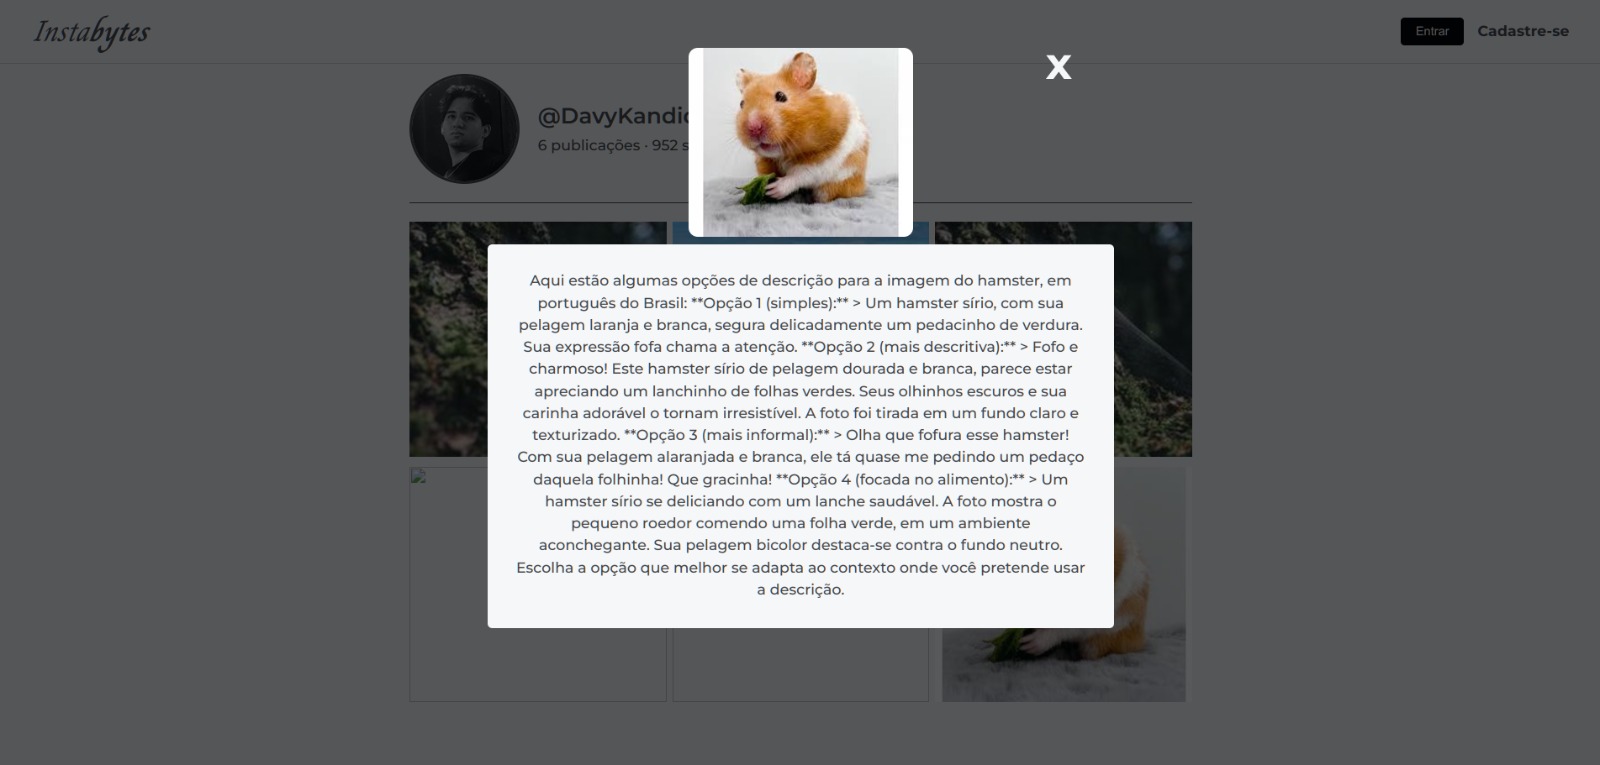 Instabytes
Entrar
Cadastre-se
X
@DavyKandic
6 publicações · 952 s
Aqui estão algumas opções de descrição para a imagem do hamster, em
português do Brasil: **Opção 1 (simples):** > Um hamster sírio, com sua
pelagem laranja e branca, segura delicadamente um pedacinho de verdura.
Sua expressão fofa chama a atenção. **Opção 2 (mais descritiva):** > Fofo e
charmoso! Este hamster sírio de pelagem dourada e branca, parece estar
apreciando um lanchinho de folhas verdes. Seus olhinhos escuros e sua
carinha adorável o tornam irresistível. A foto foi tirada em um fundo claro e
texturizado. **Opção 3 (mais informal):** > Olha que fofura esse hamster!
Com sua pelagem alaranjada e branca, ele tá quase me pedindo um pedaço
daquela folhinha! Que gracinha! **Opção 4 (focada no alimento):** > Um
hamster sírio se deliciando com um lanche saudável. A foto mostra o
pequeno roedor comendo uma folha verde, em um ambiente
aconchegante. Sua pelagem bicolor destaca-se contra o fundo neutro.
Escolha a opção que melhor se adapta ao contexto onde você pretende usar
a descrição.